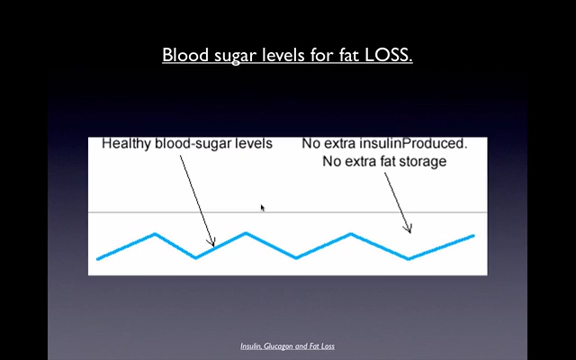 Blood sugar levels for fat LOSS.
Healthy blood-sugar levels
No extra insulinProduced.
No extra fat storage
Insulin, Glucagon and Fat Loss